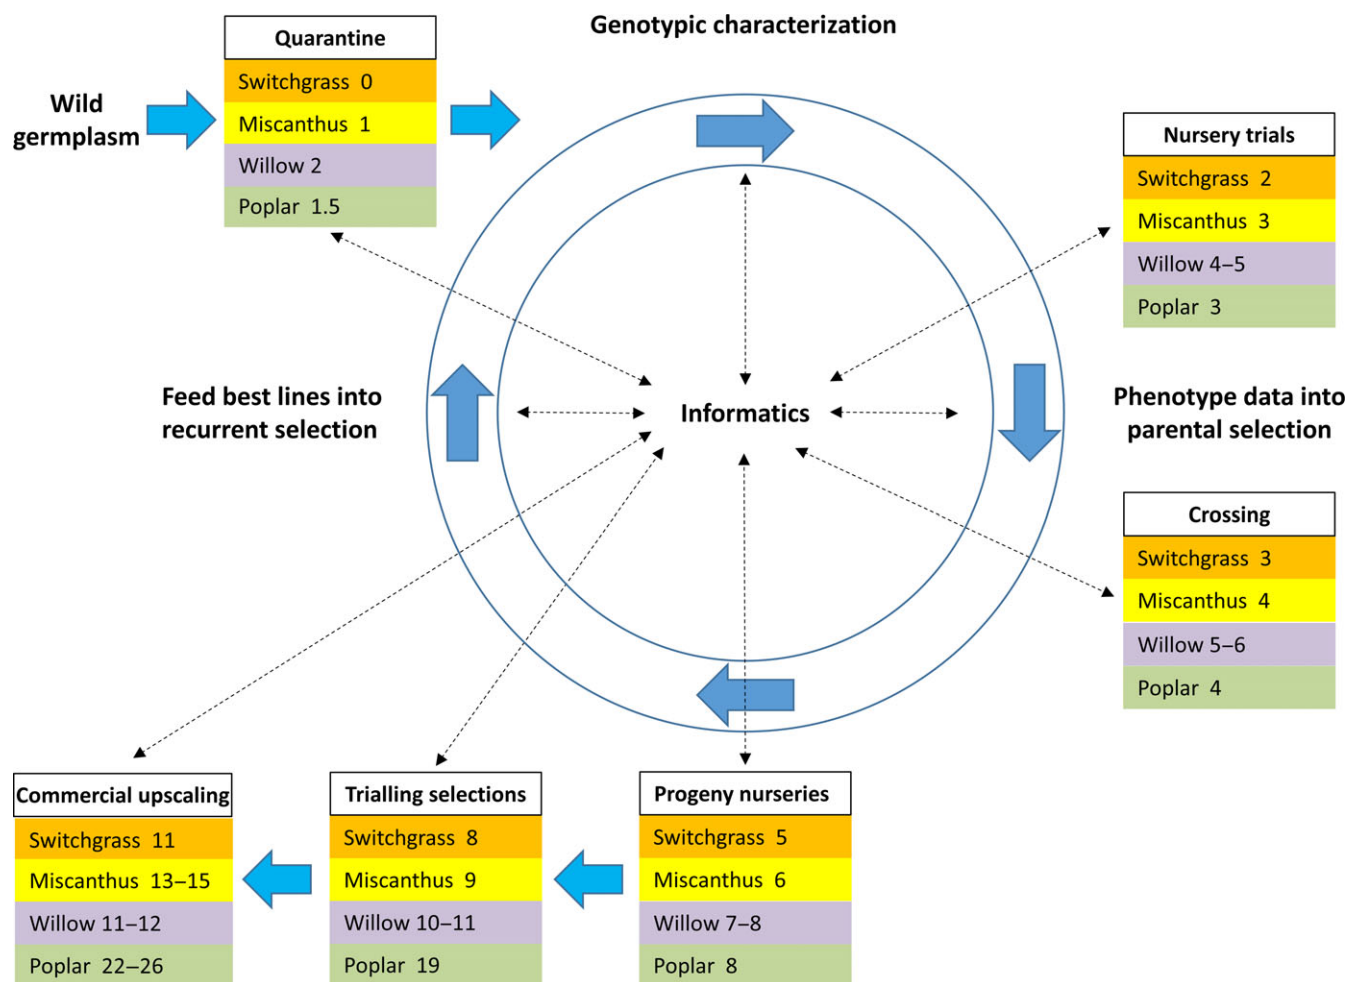 Genotypic characterization
Wild
germplasm
Quarantine
Switchgrass 0
Miscanthus 1
Willow 2
Poplar 1.5
Nursery trials
Switchgrass 2
Miscanthus 3
Willow 4–5
Poplar 3
Feed best lines into
recurrent selection
Informatics
Phenotype data into
parental selection
Crossing
Switchgrass 3
Miscanthus 4
Willow 5–6
Poplar 4
Commercial upscaling
Switchgrass 11
Miscanthus 13–15
Willow 11–12
Poplar 22–26
Trialling selections
Switchgrass 8
Miscanthus 9
Willow 10–11
Poplar 19
Progeny nurseries
Switchgrass 5
Miscanthus 6
Willow 7–8
Poplar 8